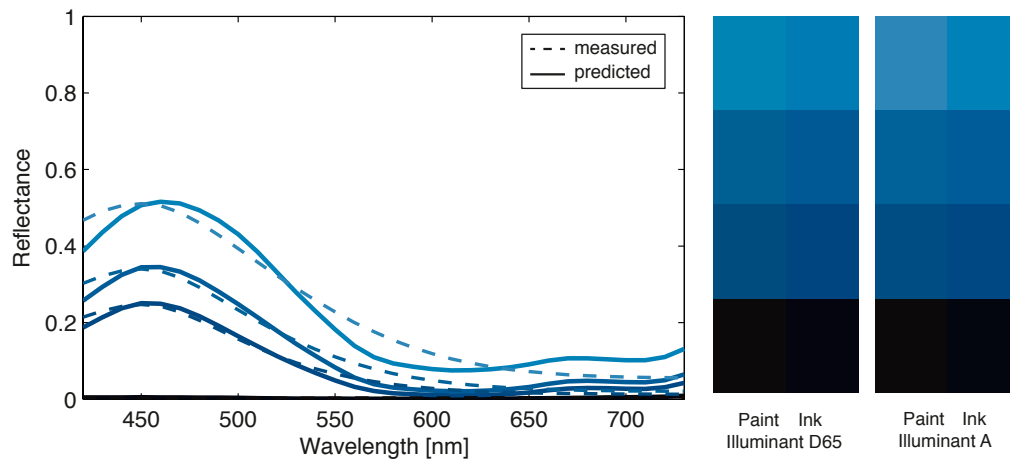 1
0.8
0.6
0.4
0.2
0
Reflectance
measured
predicted
450 500 550 600 650 700
Wavelength [nm]
Paint Ink
Illuminant D65
Paint Ink
Illuminant A